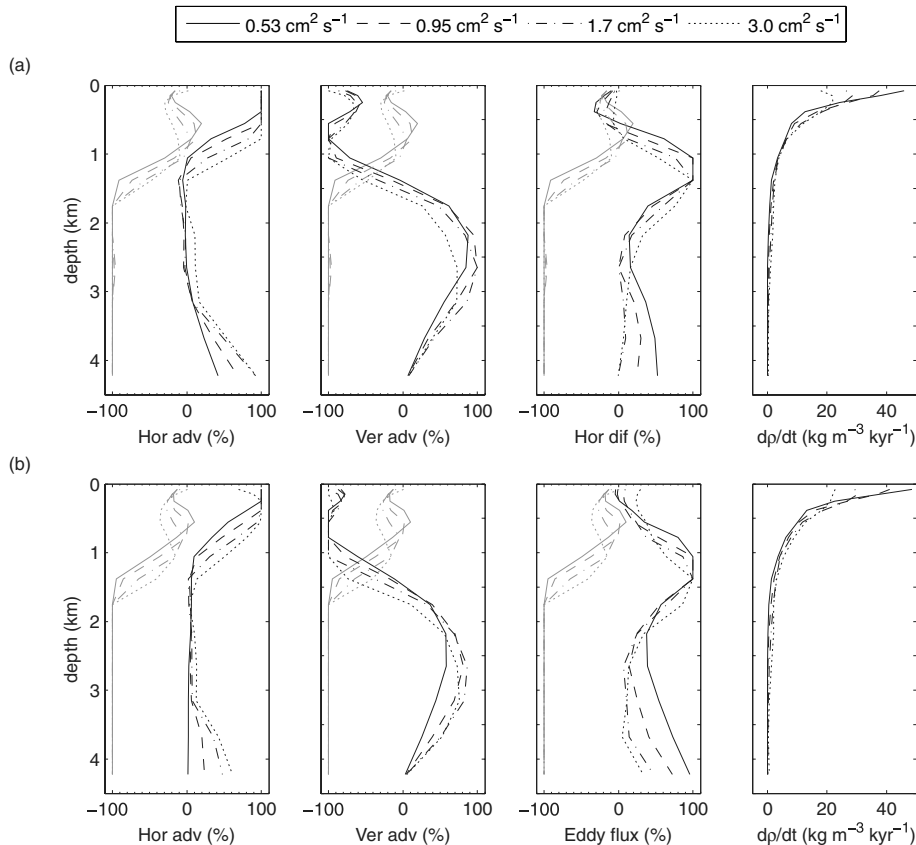 0.53 cm² s⁻¹ 0.95 cm² s⁻¹ 1.7 cm² s⁻¹ 3.0 cm² s⁻¹
(a)
0
1
2
3
4
depth (km)
−100 0 100
−100 0 100
−100 0 100
0 20 40
Hor adv (%)
Ver adv (%)
Hor dif (%)
dρ/dt (kg m⁻³ kyr⁻¹)
(b)
0
1
2
3
4
depth (km)
−100 0 100
−100 0 100
−100 0 100
0 20 40
Hor adv (%)
Ver adv (%)
Eddy flux (%)
dρ/dt (kg m⁻³ kyr⁻¹)